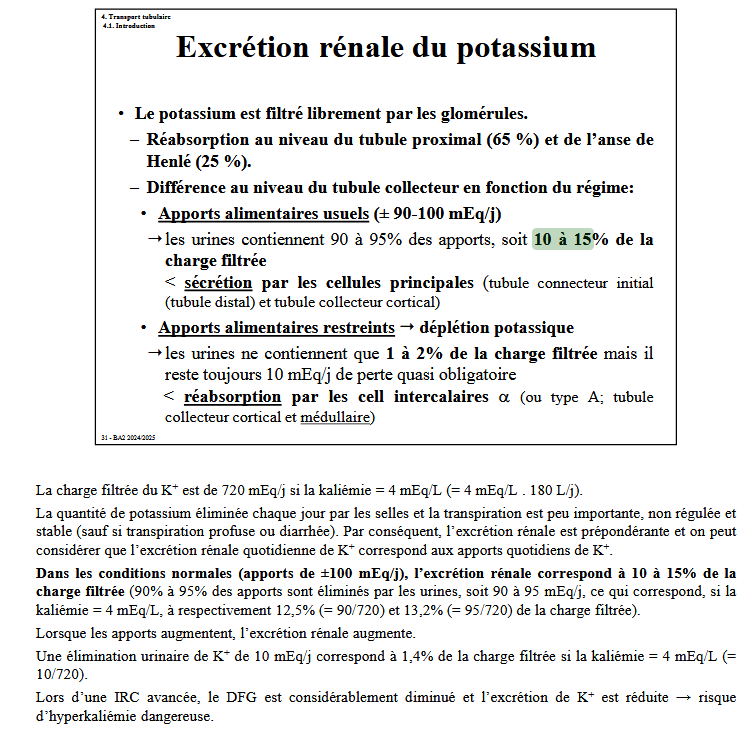 4. Transport tubulaire
4.1. Introduction
Excrétion rénale du potassium
• Le potassium est filtré librement par les glomérules.
– Réabsorption au niveau du tubule proximal (65 %) et de l’anse de
Henlé (25 %).
– Différence au niveau du tubule collecteur en fonction du régime:
• Apports alimentaires usuels (± 90-100 mEq/j)
→ les urines contiennent 90 à 95% des apports, soit 10 à 15% de la
charge filtrée
< sécrétion par les cellules principales (tubule connecteur initial
(tubule distal) et tubule collecteur cortical)
• Apports alimentaires restreints → déplétion potassique
→ les urines ne contiennent que 1 à 2% de la charge filtrée mais il
reste toujours 10 mEq/j de perte quasi obligatoire
< réabsorption par les cell intercalaires α (ou type A; tubule
collecteur cortical et médullaire)
31 - BA2 2024/2025
La charge filtrée du K⁺ est de 720 mEq/j si la kaliémie = 4 mEq/L (= 4 mEq/L . 180 L/j).
La quantité de potassium éliminée chaque jour par les selles et la transpiration est peu importante, non régulée et
stable (sauf si transpiration profuse ou diarrhée). Par conséquent, l’excrétion rénale est prépondérante et on peut
considérer que l’excrétion rénale quotidienne de K⁺ correspond aux apports quotidiens de K⁺.
Dans les conditions normales (apports de ±100 mEq/j), l’excrétion rénale correspond à 10 à 15% de la
charge filtrée (90% à 95% des apports sont éliminés par les urines, soit 90 à 95 mEq/j, ce qui correspond, si la
kaliémie = 4 mEq/L, à respectivement 12,5% (= 90/720) et 13,2% (= 95/720) de la charge filtrée).
Lorsque les apports augmentent, l’excrétion rénale augmente.
Une élimination urinaire de K⁺ de 10 mEq/j correspond à 1,4% de la charge filtrée si la kaliémie = 4 mEq/L (=
10/720).
Lors d’une IRC avancée, le DFG est considérablement diminué et l’excrétion de K⁺ est réduite → risque
d’hyperkaliémie dangereuse.